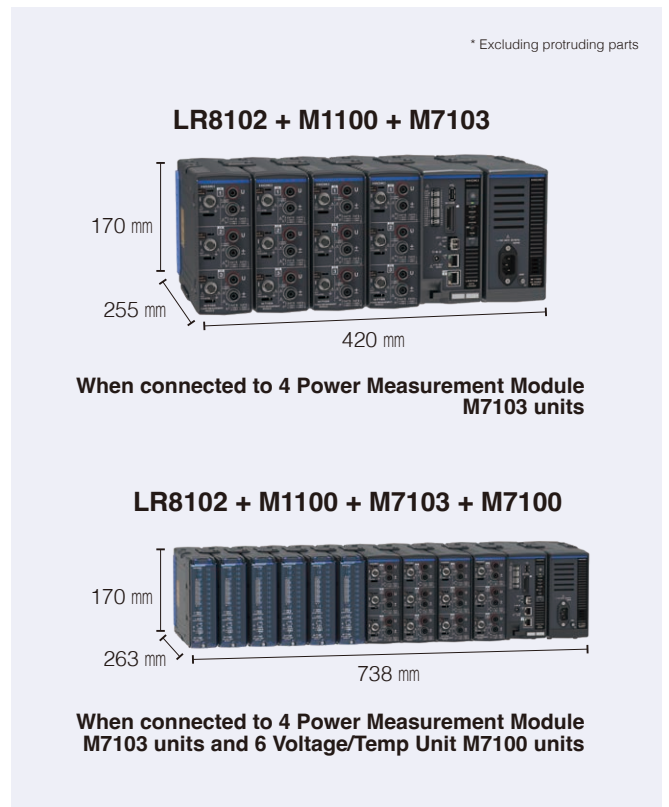 * Excluding protruding parts
LR8102 + M1100 + M7103
170 mm
255 mm
420 mm
When connected to 4 Power Measurement Module
M7103 units
LR8102 + M1100 + M7103 + M7100
170 mm
263 mm
738 mm
When connected to 4 Power Measurement Module
M7103 units and 6 Voltage/Temp Unit M7100 units